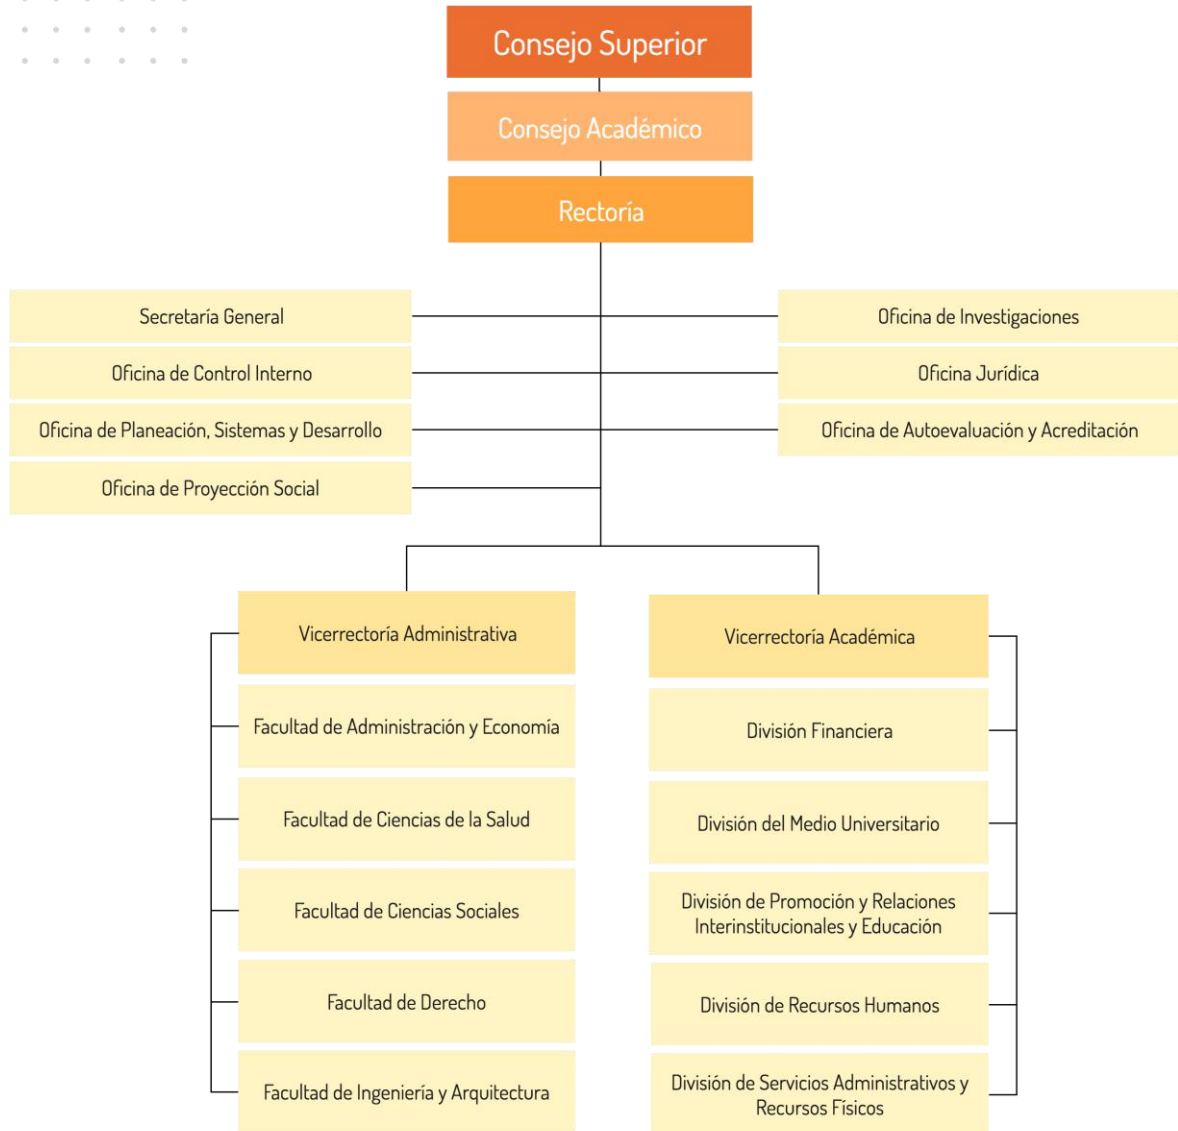 Consejo Superior
Consejo Académico
Rectoría
Secretaría General
Oficina de Control Interno
Oficina de Planeación, Sistemas y Desarrollo
Oficina de Proyección Social
Oficina de Investigaciones
Oficina Jurídica
Oficina de Autoevaluación y Acreditación
Vicerrectoría Administrativa
Facultad de Administración y Economía
Facultad de Ciencias de la Salud
Facultad de Ciencias Sociales
Facultad de Derecho
Facultad de Ingeniería y Arquitectura
Vicerrectoría Académica
División Financiera
División del Medio Universitario
División de Promoción y Relaciones
Interinstitucionales y Educación
División de Recursos Humanos
División de Servicios Administrativos y
Recursos Físicos